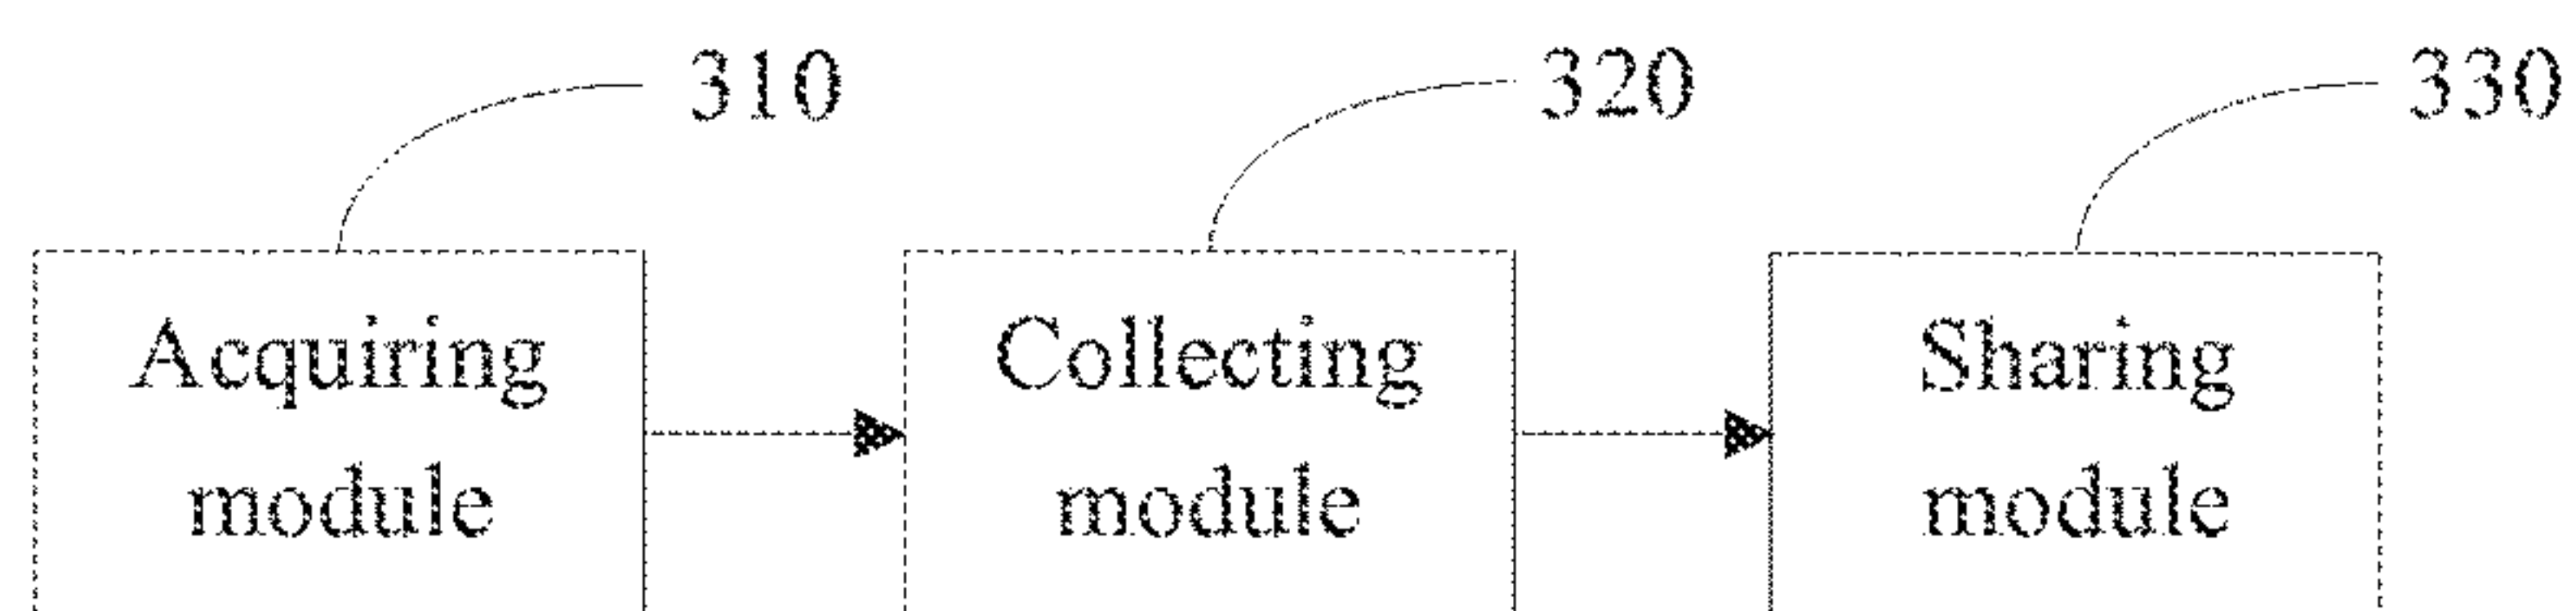 310
320
330
Acquiring
module
Collecting
module
Sharing
module